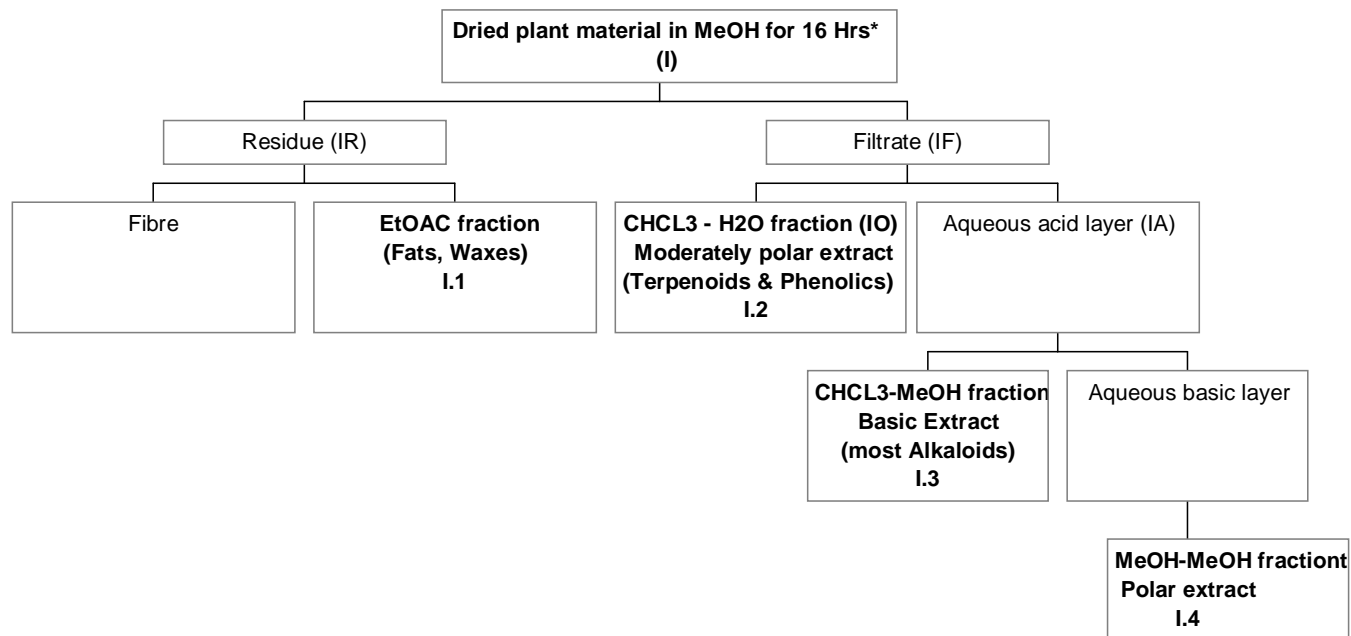 Dried plant material in MeOH for 16 Hrs*
(I)
Residue (IR)
Filtrate (IF)
Fibre
EtOAC fraction
(Fats, Waxes)
I.1
CHCL3 - H2O fraction (IO)
Moderately polar extract
(Terpenoids & Phenolics)
I.2
Aqueous acid layer (IA)
CHCL3-MeOH fraction
Basic Extract
(most Alkaloids)
I.3
Aqueous basic layer
MeOH-MeOH fractiont
Polar extract
I.4